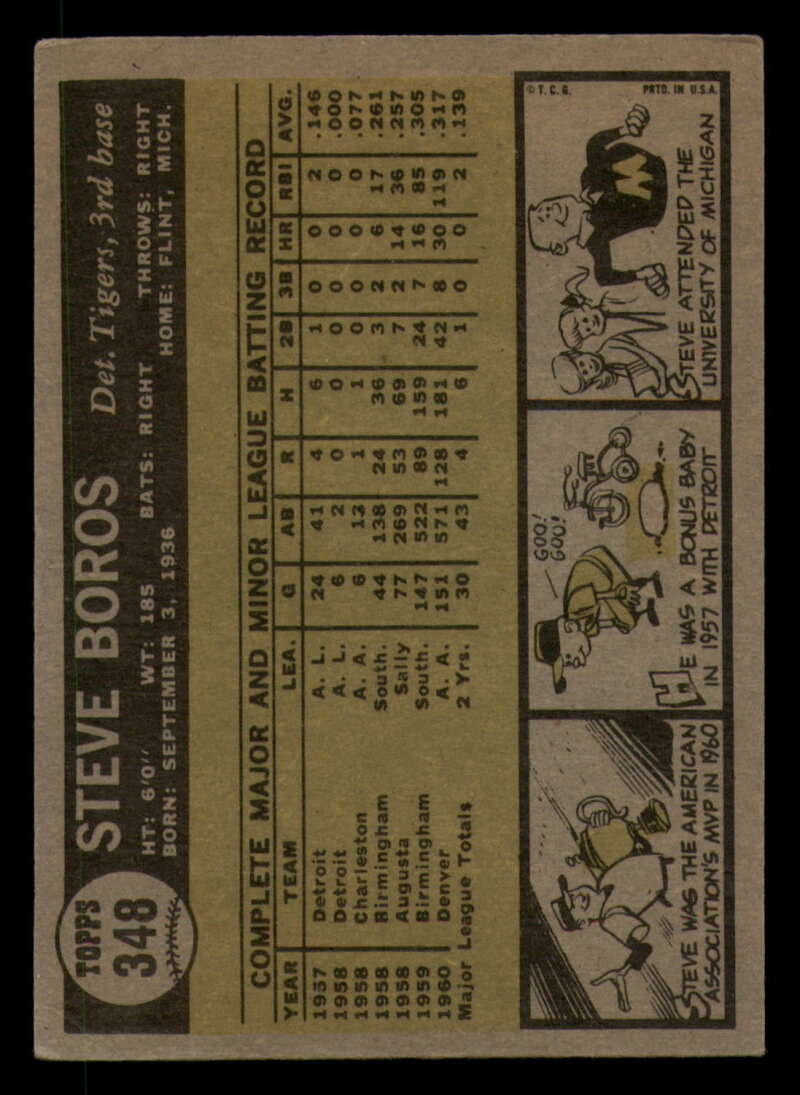 TOPPS
348
STEVE BOROS
Det. Tigers, 3rd base
HT: 6'0" WT: 185 BATS: RIGHT THROWS: RIGHT
BORN: SEPTEMBER 3, 1936 HOME: FLINT, MICH.
COMPLETE MAJOR AND MINOR LEAGUE BATTING RECORD
YEAR TEAM LEA. G AB R H 2B 3B HR RBI AVG.
1957 Detroit A. L. 24 41 4 6 1 0 0 2 .146
1958 Detroit A. L. 6 2 0 0 0 0 0 0 .000
1958 Charleston A. A. 6 13 1 1 0 0 0 0 .077
1958 Birmingham South. 44 138 24 36 3 2 6 17 .261
1958 Augusta Sally 77 269 53 69 7 2 14 36 .257
1959 Birmingham South. 147 522 89 159 24 7 16 85 .305
1960 Denver A. A. 151 571 128 181 42 8 30 119 .317
Major League Totals 2 Yrs. 30 43 4 6 1 0 0 2 .139
STEVE WAS THE AMERICAN
ASSOCIATION'S MVP IN 1960
GOO!
GOO!
HE WAS A BONUS BABY
IN 1957 WITH DETROIT
© T. C. G. PRTD. IN U.S.A.
W
STEVE ATTENDED THE
UNIVERSITY OF MICHIGAN